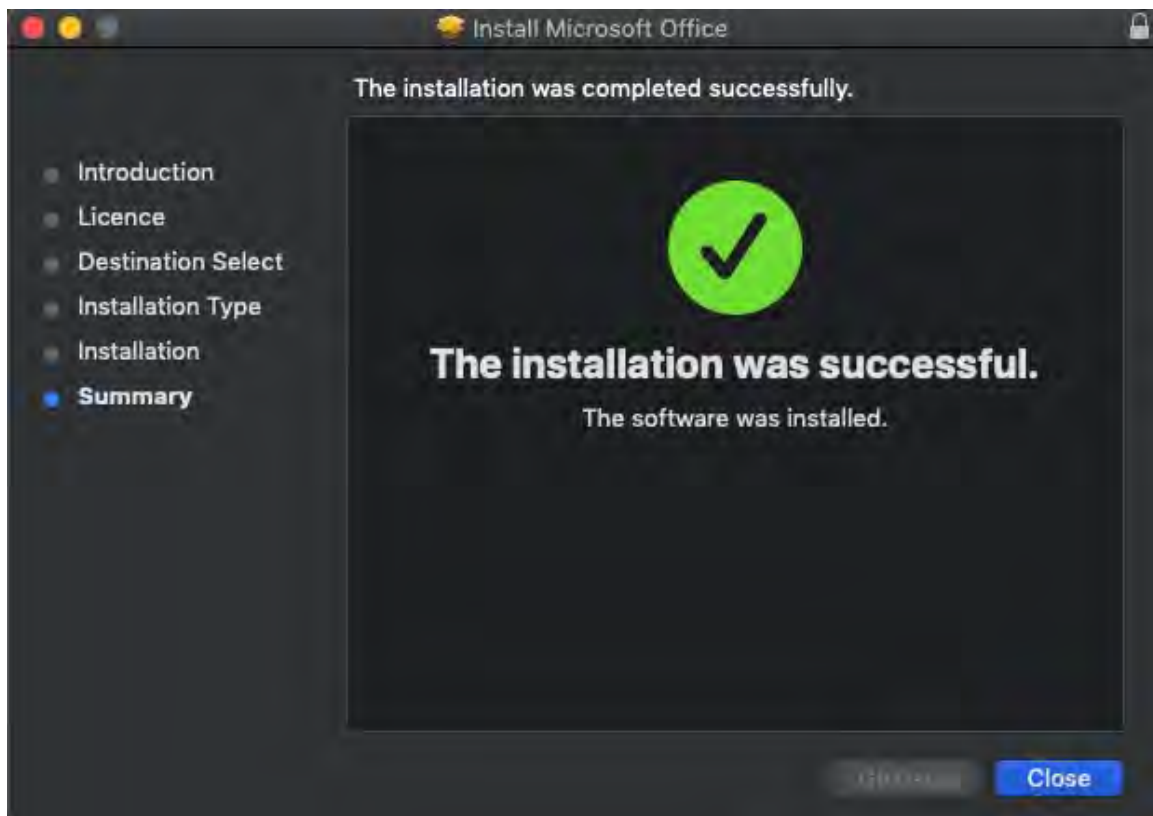 Install Microsoft Office
The installation was completed successfully.
Introduction
Licence
Destination Select
Installation Type
Installation
Summary
The installation was successful.
The software was installed.
Close